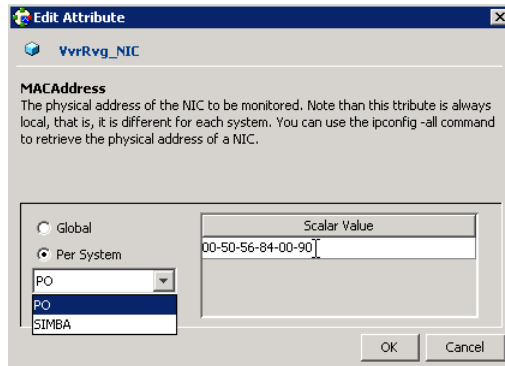 Edit Attribute
VvrRvg_NIC
MACAddress
The physical address of the NIC to be monitored. Note than this ttribute is always
local, that is, it is different for each system. You can use the ipconfig -all command
to retrieve the physical address of a NIC.
Global
Per System
PO
PO
SIMBA
Scalar Value
00-50-56-84-00-90
OK
Cancel